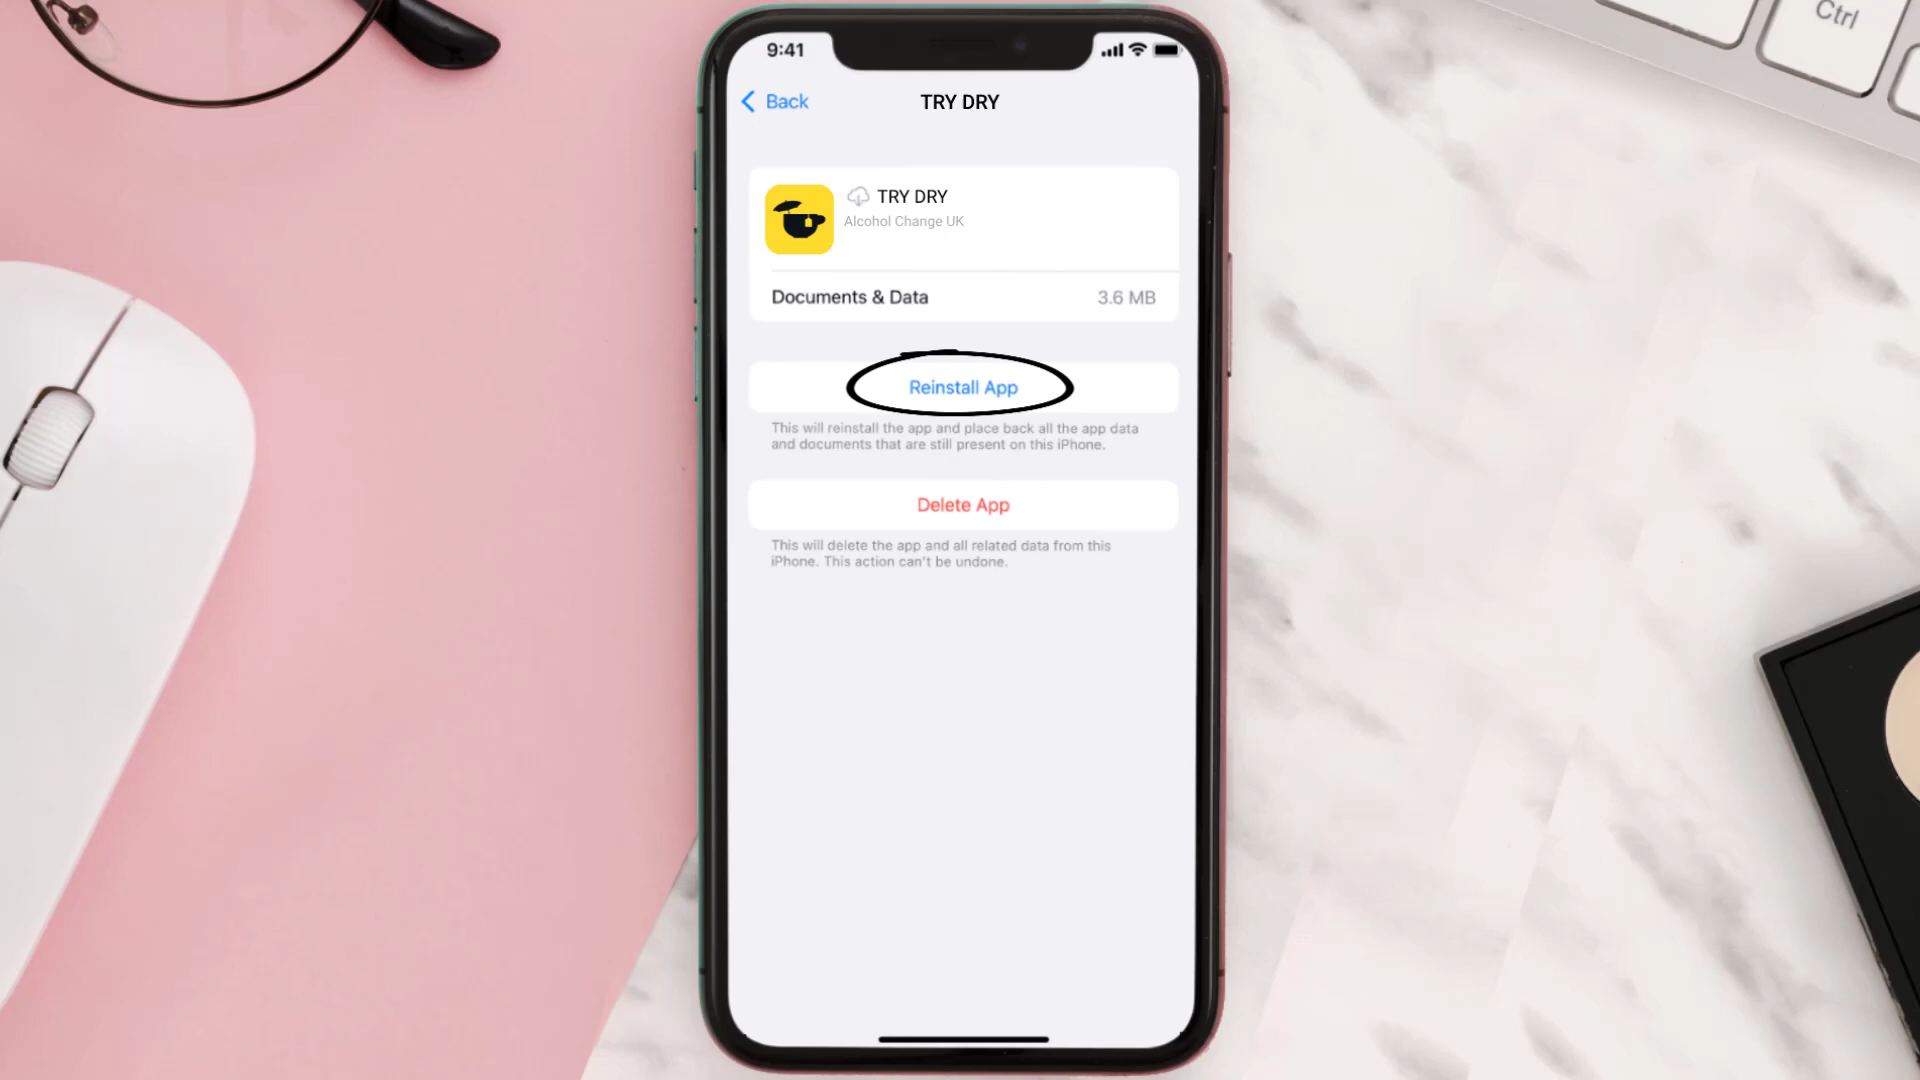 Ctrl
9:41
Back
TRY DRY
TRY DRY
Alcohol Change UK
Documents & Data
3.6 MB
Reinstall App
This will reinstall the app and place back all the app data
and documents that are still present on this iPhone.
Delete App
This will delete the app and all related data from this
iPhone. This action can't be undone.